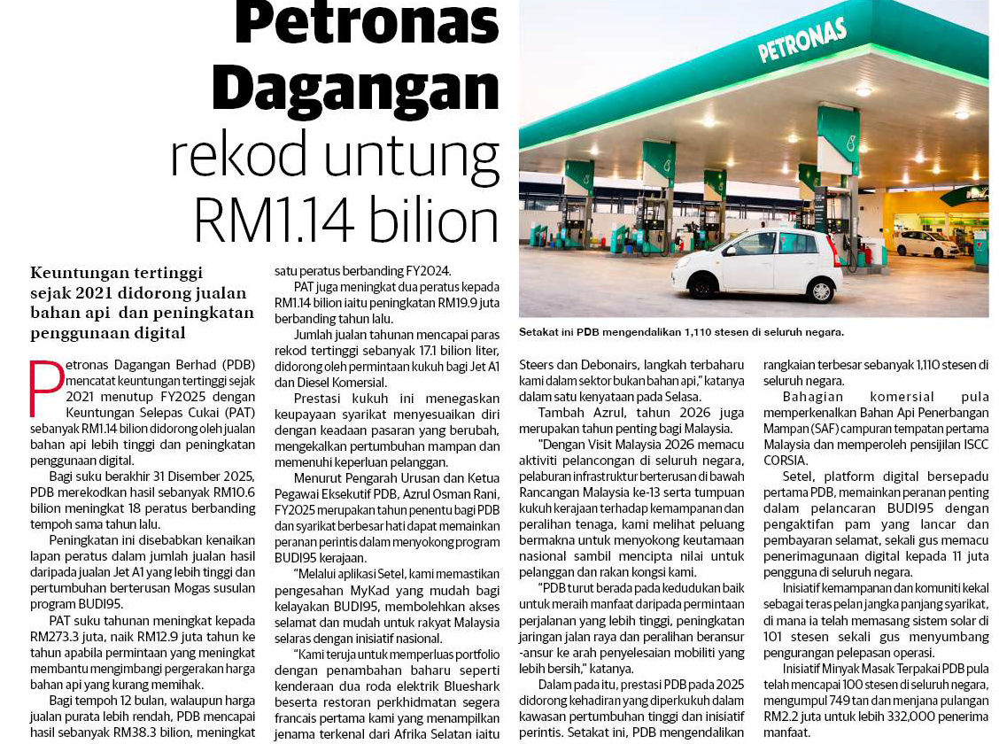 Petronas
Dagangan
rekod untung
RM1.14 bilion
PETRONAS
Setakat ini PDB mengendalikan 1,110 stesen di seluruh negara.
Keuntungan tertinggi
sejak 2021 didorong jualan
bahan api dan peningkatan
penggunaan digital
Petronas Dagangan Berhad (PDB)
mencatat keuntungan tertinggi sejak
2021 menutup FY2025 dengan
Keuntungan Selepas Cukai (PAT)
sebanyak RM1.14 bilion didorong oleh jualan
bahan api lebih tinggi dan peningkatan
penggunaan digital.
Bagi suku berakhir 31 Disember 2025,
PDB merekodkan hasil sebanyak RM10.6
bilion meningkat 18 peratus berbanding
tempoh sama tahun lalu.
Peningkatan ini disebabkan kenaikan
lapan peratus dalam jumlah jualan hasil
daripada jualan Jet A1 yang lebih tinggi dan
pertumbuhan berterusan Mogas susulan
program BUDI95.
PAT suku tahunan meningkat kepada
RM273.3 juta, naik RM12.9 juta tahun ke
tahun apabila permintaan yang meningkat
membantu mengimbangi pergerakan harga
bahan api yang kurang memihak.
Bagi tempoh 12 bulan, walaupun harga
jualan purata lebih rendah, PDB mencapai
hasil sebanyak RM38.3 bilion, meningkat
satu peratus berbanding FY2024.
PAT juga meningkat dua peratus kepada
RM1.14 bilion iaitu peningkatan RM19.9 juta
berbanding tahun lalu.
Jumlah jualan tahunan mencapai paras
rekod tertinggi sebanyak 17.1 bilion liter,
didorong oleh permintaan kukuh bagi Jet A1
dan Diesel Komersial.
Prestasi kukuh ini menegaskan
keupayaan syarikat menyesuaikan diri
dengan keadaan pasaran yang berubah,
mengekalkan pertumbuhan mampan dan
memenuhi keperluan pelanggan.
Menurut Pengarah Urusan dan Ketua
Pegawai Eksekutif PDB, Azrul Osman Rani,
FY2025 merupakan tahun penentu bagi PDB
dan syarikat berbesar hati dapat memainkan
peranan perintis dalam menyokong program
BUDI95 kerajaan.
“Melalui aplikasi Setel, kami memastikan
pengesahan MyKad yang mudah bagi
kelayakan BUDI95, membolehkan akses
selamat dan mudah untuk rakyat Malaysia
selaras dengan inisiatif nasional.
“Kami teruja untuk memperluas portfolio
dengan penambahan baharu seperti
kenderaan dua roda elektrik Blueshark
beserta restoran perkhidmatan segera
francais pertama kami yang menampilkan
jenama terkenal dari Afrika Selatan iaitu
Steers dan Debonairs, langkah terbaharu
kami dalam sektor bukan bahan api,” katanya
dalam satu kenyataan pada Selasa.
Tambah Azrul, tahun 2026 juga
merupakan tahun penting bagi Malaysia.
"Dengan Visit Malaysia 2026 memacu
aktiviti pelancongan di seluruh negara,
pelaburan infrastruktur berterusan di bawah
Rancangan Malaysia ke-13 serta tumpuan
kukuh kerajaan terhadap kemampanan dan
peralihan tenaga, kami melihat peluang
bermakna untuk menyokong keutamaan
nasional sambil mencipta nilai untuk
pelanggan dan rakan kongsi kami.
“PDB turut berada pada kedudukan baik
untuk meraih manfaat daripada permintaan
perjalanan yang lebih tinggi, peningkatan
jaringan jalan raya dan peralihan beransur
-ansur ke arah penyelesaian mobiliti yang
lebih bersih,” katanya.
Dalam pada itu, prestasi PDB pada 2025
didorong kehadiran yang diperkukuh dalam
kawasan pertumbuhan tinggi dan inisiatif
perintis. Setakat ini, PDB mengendalikan
rangkaian terbesar sebanyak 1,110 stesen di
seluruh negara.
Bahagian komersial pula
memperkenalkan Bahan Api Penerbangan
Mampan (SAF) campuran tempatan pertama
Malaysia dan memperoleh pensijilan ISCC
CORSIA.
Setel, platform digital bersepadu
pertama PDB, memainkan peranan penting
dalam pelancaran BUDI95 dengan
pengaktifan pam yang lancar dan
pembayaran selamat, sekali gus memacu
penerimagunaan digital kepada 11 juta
pengguna di seluruh negara.
Inisiatif kemampanan dan komuniti kekal
sebagai teras pelan jangka panjang syarikat,
di mana ia telah memasang sistem solar di
101 stesen sekali gus menyumbang
pengurangan pelepasan operasi.
Inisiatif Minyak Masak Terpakai PDB pula
telah mencapai 100 stesen di seluruh negara,
mengumpul 749 tan dan menjana pulangan
RM2.2 juta untuk lebih 332,000 penerima
manfaat.